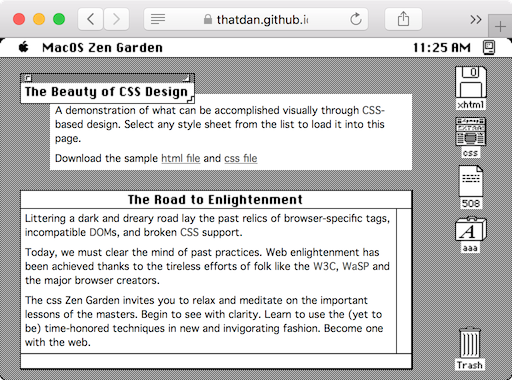 thatdan.github.i
MacOS Zen Garden
11:25 AM
The Beauty of CSS Design
A demonstration of what can be accomplished visually through CSS-
based design. Select any style sheet from the list to load it into this
page.
Download the sample html file and css file
xhtml
EXTRA
css
508
aaa
The Road to Enlightenment
Littering a dark and dreary road lay the past relics of browser-specific tags,
incompatible DOMs, and broken CSS support.
Today, we must clear the mind of past practices. Web enlightenment has
been achieved thanks to the tireless efforts of folk like the W3C, WaSP and
the major browser creators.
The css Zen Garden invites you to relax and meditate on the important
lessons of the masters. Begin to see with clarity. Learn to use the (yet to
be) time-honored techniques in new and invigorating fashion. Become one
with the web.
Trash